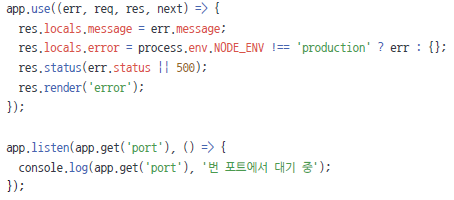 app.use((err, req, res, next) => {
  res.locals.message = err.message;
  res.locals.error = process.env.NODE_ENV !== 'production' ? err : {};
  res.status(err.status || 500);
  res.render('error');
});

app.listen(app.get('port'), () => {
  console.log(app.get('port'), '번 포트에서 대기 중');
});